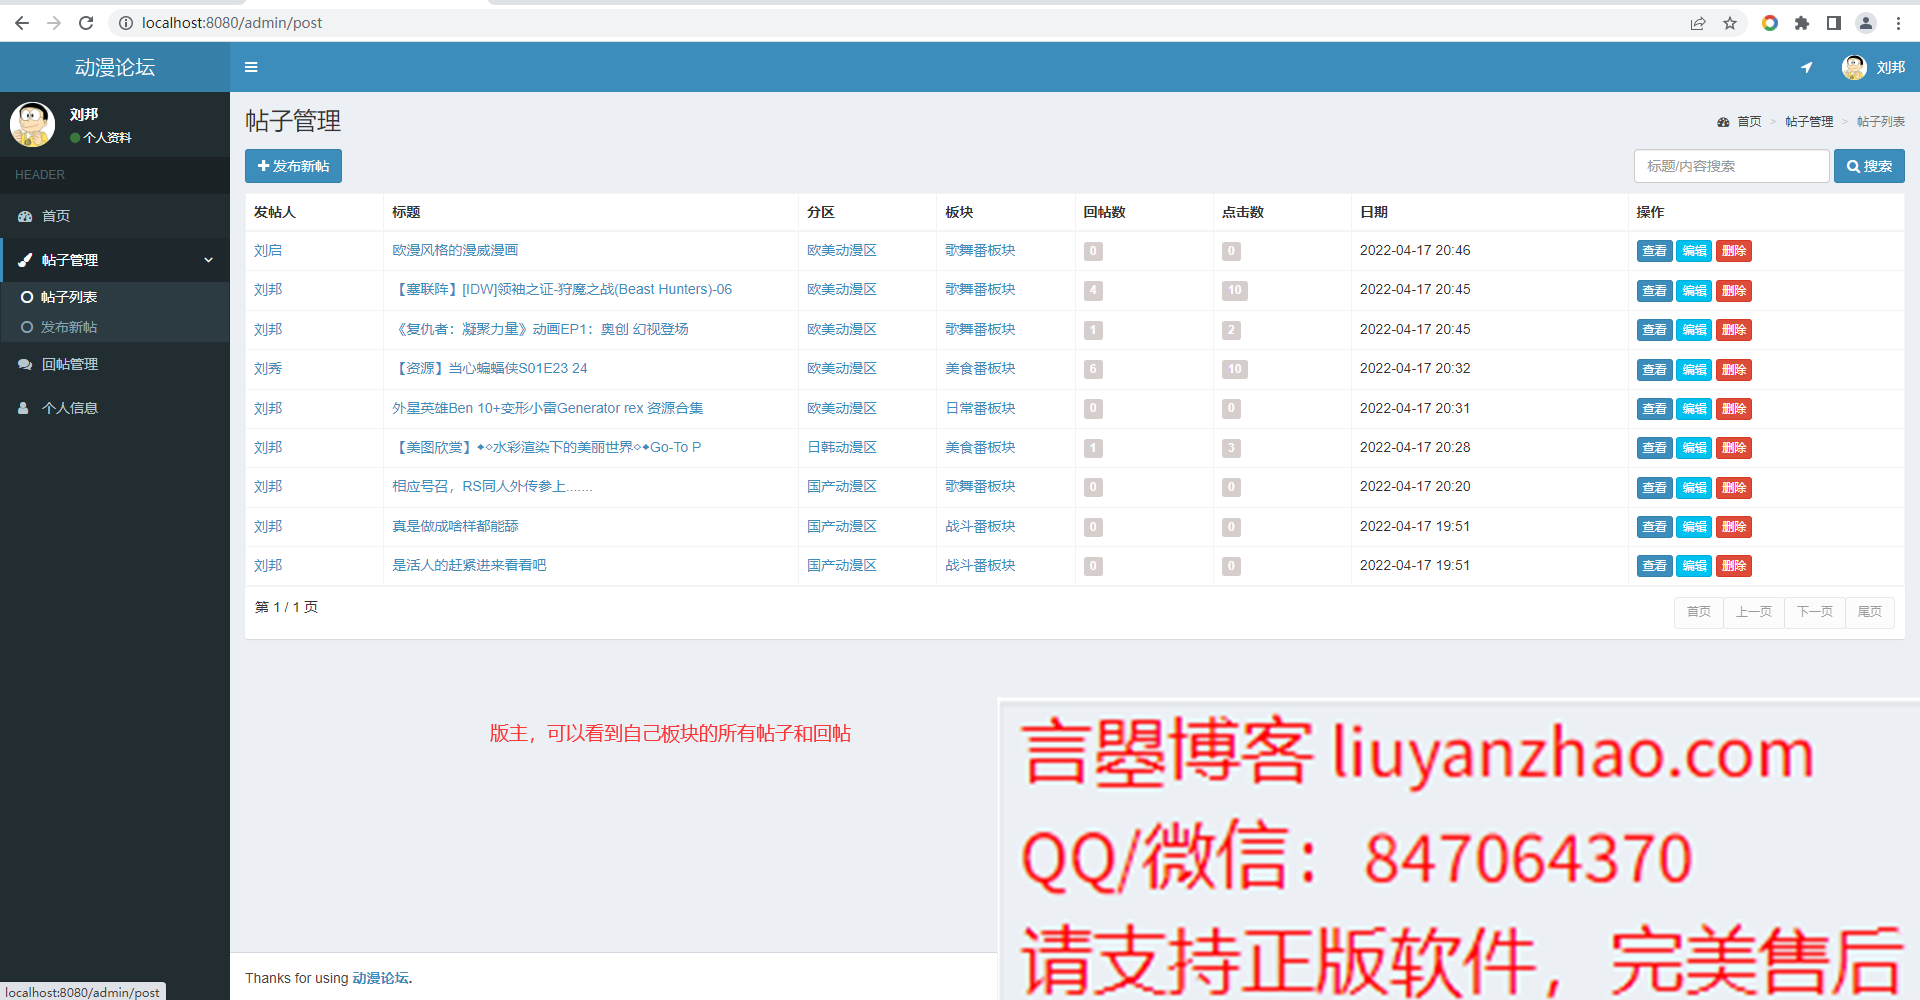 localhost:8080/admin/post
动漫论坛
刘邦
刘邦
个人资料
HEADER
首页
帖子管理
帖子列表
发布新帖
回帖管理
个人信息
帖子管理
首页 > 帖子管理 > 帖子列表
发布新帖
标题/内容搜索 搜索
发帖人 标题 分区 板块 回帖数 点击数 日期 操作
刘启 欧漫风格的漫威漫画 欧美动漫区 歌舞番板块 0 0 2022-04-17 20:46 查看 编辑 删除
刘邦 【塞联阵】[IDW]领袖之证-狩魔之战(Beast Hunters)-06 欧美动漫区 歌舞番板块 4 10 2022-04-17 20:45 查看 编辑 删除
刘邦 《复仇者：凝聚力量》动画EP1：奥创 幻视登场 欧美动漫区 歌舞番板块 1 2 2022-04-17 20:45 查看 编辑 删除
刘秀 【资源】当心蝙蝠侠S01E23 24 欧美动漫区 美食番板块 6 10 2022-04-17 20:32 查看 编辑 删除
刘邦 外星英雄Ben 10+变形小雷Generator rex 资源合集 欧美动漫区 日常番板块 0 0 2022-04-17 20:31 查看 编辑 删除
刘邦 【美图欣赏】◆◇水彩渲染下的美丽世界◇◆Go-To P 日韩动漫区 美食番板块 1 3 2022-04-17 20:28 查看 编辑 删除
刘邦 相应号召，RS同人外传参上....... 国产动漫区 歌舞番板块 0 0 2022-04-17 20:20 查看 编辑 删除
刘邦 真是做成啥样都能舔 国产动漫区 战斗番板块 0 0 2022-04-17 19:51 查看 编辑 删除
刘邦 是活人的赶紧进来看看吧 国产动漫区 战斗番板块 0 0 2022-04-17 19:51 查看 编辑 删除
第 1 / 1 页
首页 上一页 下一页 尾页
版主，可以看到自己板块的所有帖子和回帖
言曌博客 liuyanzhao.com
QQ/微信：847064370
请支持正版软件，完美售后
Thanks for using 动漫论坛.
localhost:8080/admin/post